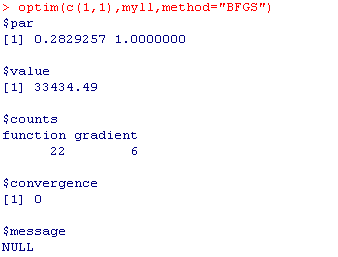 > optim(c(1,1),myll,method="BFGS")
$par
[1] 0.2829257 1.0000000
$value
[1] 33434.49
$counts
function gradient
22 6
$convergence
[1] 0
$message
NULL